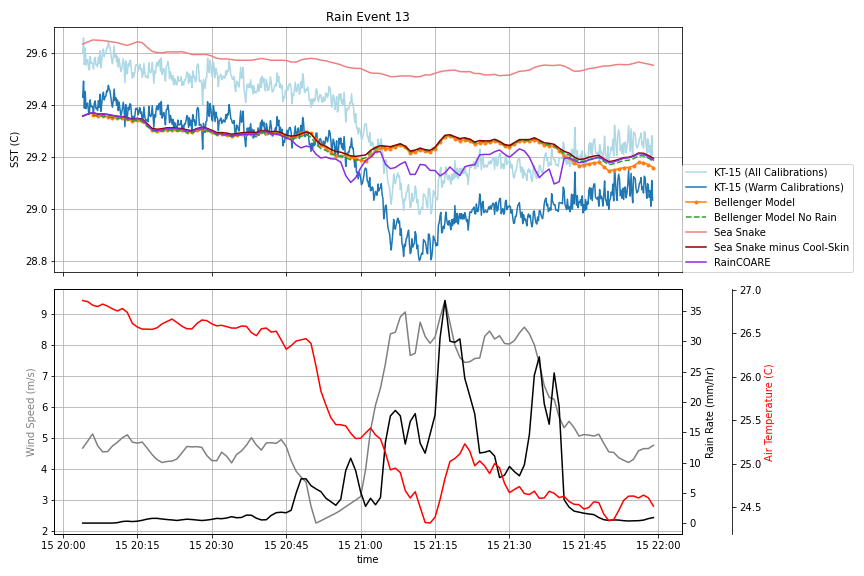 Rain Event 13
SST (C)
29.6
29.4
29.2
29.0
28.8
KT-15 (All Calibrations)
KT-15 (Warm Calibrations)
Bellenger Model
Bellenger Model No Rain
Sea Snake
Sea Snake minus Cool-Skin
RainCOARE
Wind Speed (m/s)
9
8
7
6
5
4
3
2
35
30
25
20
15
10
5
0
Rain Rate (mm/hr)
27.0
26.5
26.0
25.5
25.0
24.5
Air Temperature (C)
15 20:00 15 20:15 15 20:30 15 20:45 15 21:00 15 21:15 15 21:30 15 21:45 15 22:00
time